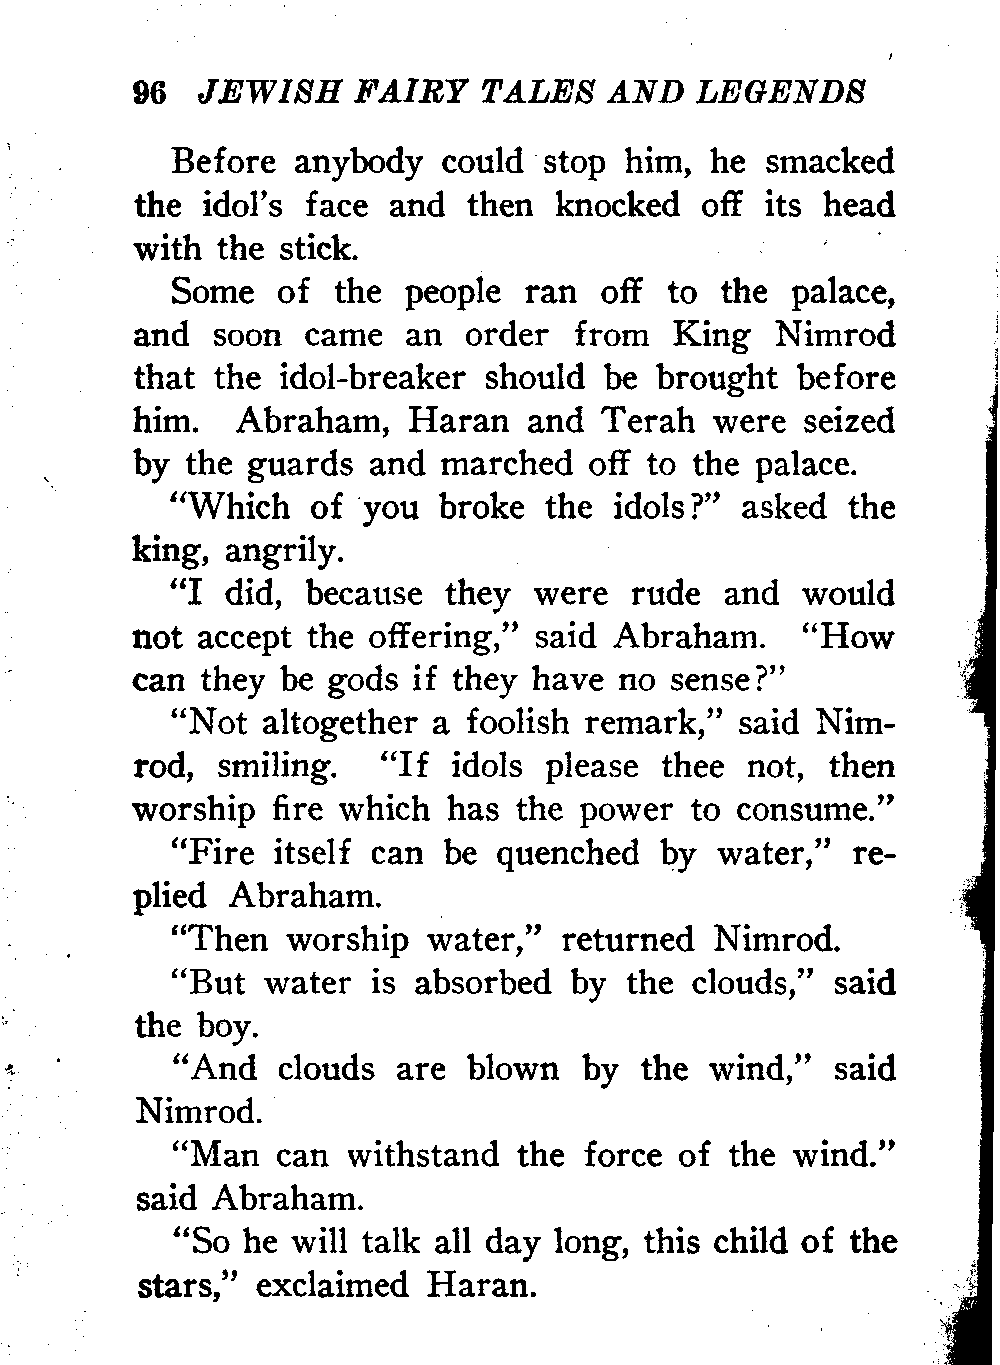 96 JEWISH FAIRY TALES AND LEGENDS
Before anybody could stop him, he smacked
the idol's face and then knocked off its head
with the stick.
Some of the people ran off to the palace,
and soon came an order from King Nimrod
that the idol-breaker should be brought before
him. Abraham, Haran and Terah were seized
by the guards and marched off to the palace.
"Which of you broke the idols?" asked the
king, angrily.
"I did, because they were rude and would
not accept the offering," said Abraham. "How
can they be gods if they have no sense?"
"Not altogether a foolish remark," said Nim-
rod, smiling. "If idols please thee not, then
worship fire which has the power to consume."
"Fire itself can be quenched by water," re-
plied Abraham.
"Then worship water," returned Nimrod.
"But water is absorbed by the clouds," said
the boy.
"And clouds are blown by the wind," said
Nimrod.
"Man can withstand the force of the wind."
said Abraham.
"So he will talk all day long, this child of the
stars," exclaimed Haran.